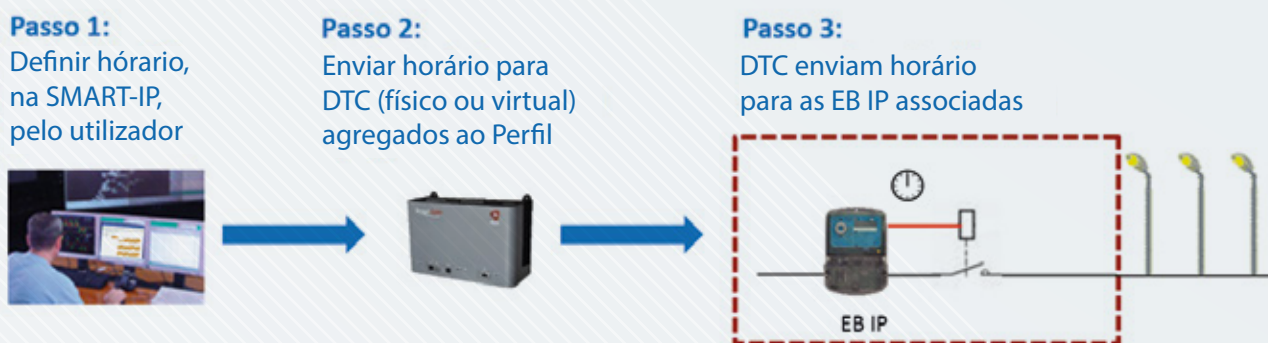 Passo 1:
Definir hórario,
na SMART-IP,
pelo utilizador
Passo 2:
Enviar horário para
DTC (físico ou virtual)
agregados ao Perfil
Passo 3:
DTC enviam horário
para as EB IP associadas
EB IP